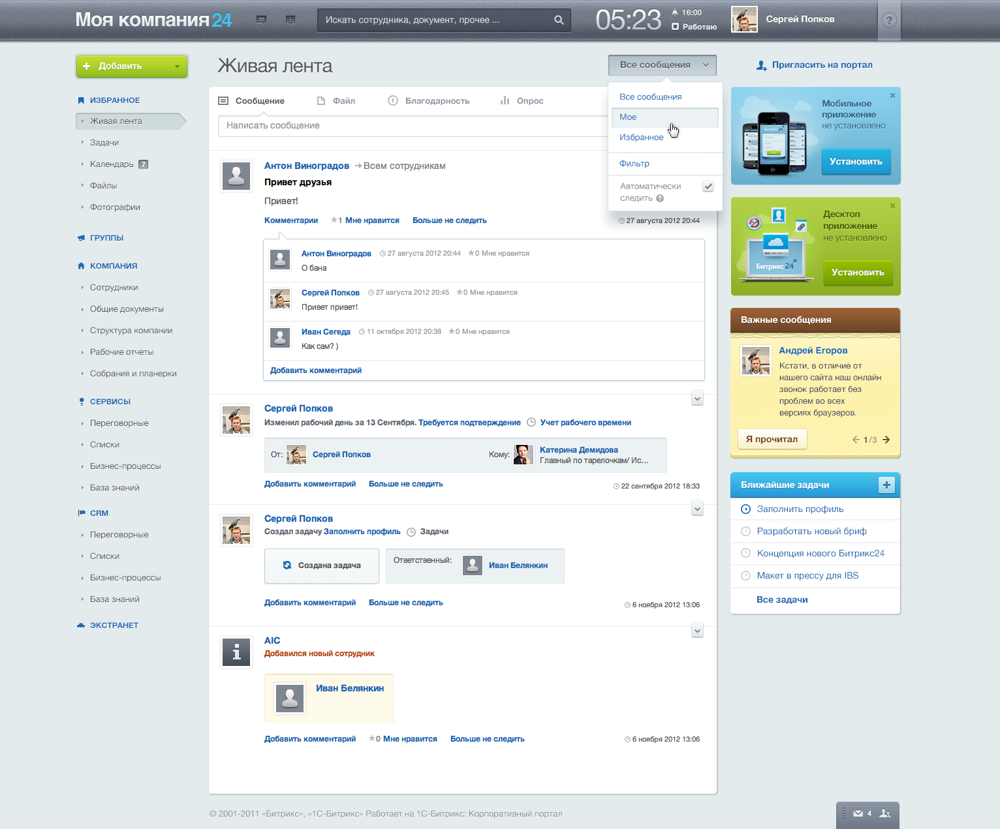 Моя компания24
Искать сотрудника, документ, прочее ...
05:23
16:00
Работаю
Сергей Попков
?
Добавить
ИЗБРАННОЕ
Живая лента
Задачи
Календарь 7
Файлы
Фотографии
ГРУППЫ
КОМПАНИЯ
Сотрудники
Общие документы
Структура компании
Рабочие отчеты
Собрания и планерки
СЕРВИСЫ
Переговорные
Списки
Бизнес-процессы
База знаний
CRM
Переговорные
Списки
Бизнес-процессы
База знаний
ЭКСТРАНЕТ
Живая лента
Все сообщения
Все сообщения
Мое
Избранное
Фильтр
Автоматически
следить ?
Сообщение
Файл
Благодарность
Опрос
Написать сообщение
Антон Виноградов Всем сотрудникам
Привет друзья
Привет!
Комментарии 1 Мне нравится Больше не следить 27 августа 2012 20:44
Антон Виноградов 27 августа 2012 20:44 0 Мне нравится
О бана
Сергей Попков 27 августа 2012 20:45 0 Мне нравится
Привет привет!
Иван Сегеда 11 октября 2012 20:38 0 Мне нравится
Как сам? )
Добавить комментарий
Сергей Попков
Изменил рабочий день за 13 Сентября. Требуется подтверждение Учет рабочего времени
От: Сергей Попков
Кому: Катерина Демидова
Главный по тарелочкам/ Ис...
Добавить комментарий Больше не следить 22 сентября 2012 18:33
Сергей Попков
Создал задачу Заполнить профиль Задачи
Создана задача
Ответственный: Иван Белянкин
Добавить комментарий Больше не следить 6 ноября 2012 13:06
AIC
Добавился новый сотрудник
Иван Белянкин
Добавить комментарий 0 Мне нравится Больше не следить 6 ноября 2012 13:06
Пригласить на портал
Мобильное
приложение
не установлено
Битрикс24
Установить
Десктоп
приложение
не установлено
Битрикс24
Установить
Важные сообщения
Андрей Егоров
Кстати, в отличие от
нашего сайта наш онлайн
звонок работает без
проблем во всех
версиях браузеров.
Я прочитал
1/3
Ближайшие задачи
Заполнить профиль
Разработать новый бриф
Концепция нового Битрикс24
Макет в прессу для IBS
Все задачи
© 2001-2011 «Битрикс», «1С-Битрикс» Работает на 1С-Битрикс: Корпоративный портал
4